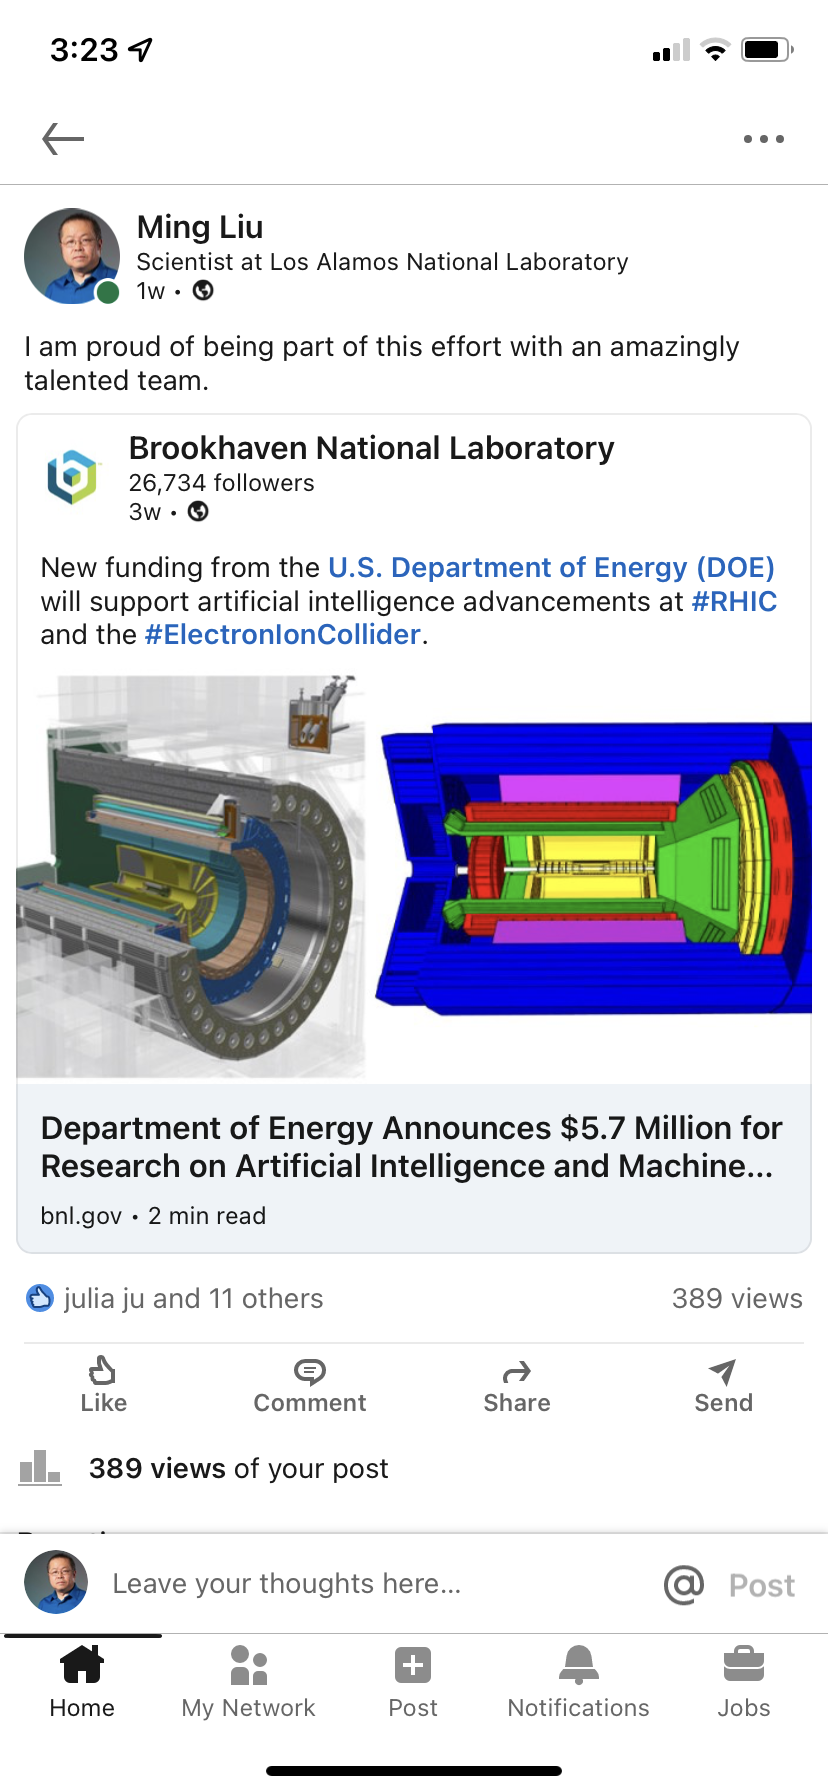 3:23
Ming Liu
Scientist at Los Alamos National Laboratory
1w •
I am proud of being part of this effort with an amazingly
talented team.
Brookhaven National Laboratory
26,734 followers
3w •
New funding from the U.S. Department of Energy (DOE)
will support artificial intelligence advancements at #RHIC
and the #ElectronIonCollider.
Department of Energy Announces $5.7 Million for
Research on Artificial Intelligence and Machine...
bnl.gov • 2 min read
julia ju and 11 others 389 views
Like Comment Share Send
389 views of your post
Leave your thoughts here... @ Post
Home My Network Post Notifications Jobs